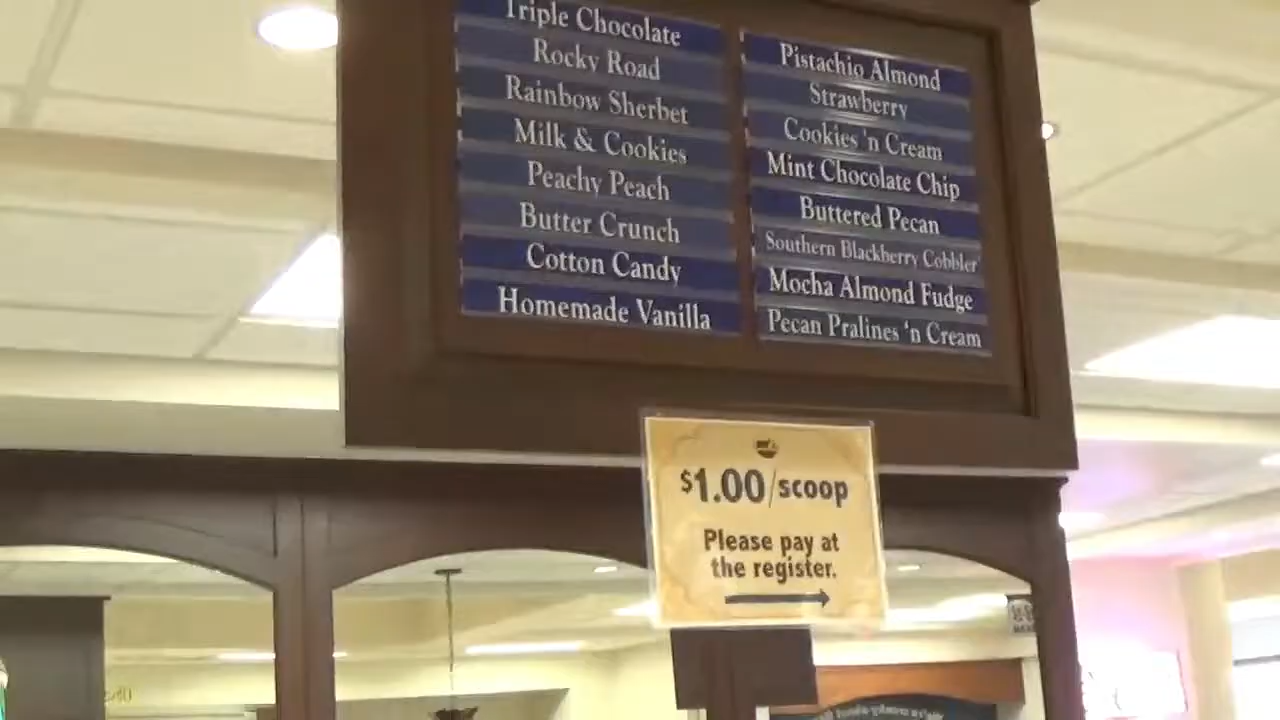 Triple Chocolate
Rocky Road
Rainbow Sherbet
Milk & Cookies
Peachy Peach
Butter Crunch
Cotton Candy
Homemade Vanilla
Pistachio Almond
Strawberry
Cookies 'n Cream
Mint Chocolate Chip
Buttered Pecan
Southern Blackberry Cobbler
Mocha Almond Fudge
Pecan Pralines 'n Cream
$1.00/scoop
Please pay at
the register.